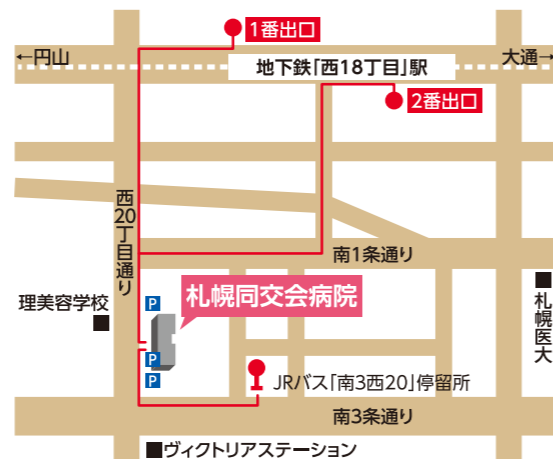 1番出口
←円山
大通→
地下鉄「西18丁目」駅
2番出口
西20丁目通り
南1条通り
札幌同交会病院
理美容学校
■
P
■
札幌医大
P
P
JRバス「南3西20」停留所
南3条通り
■ヴィクトリアステーション